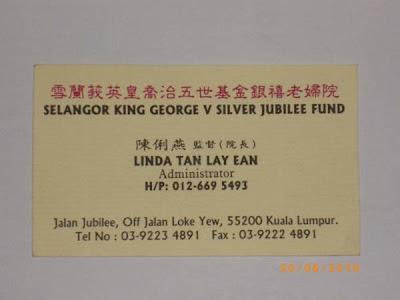 雪蘭莪英皇喬治五世基金銀禧老婦院
SELANGOR KING GEORGE V SILVER JUBILEE FUND
陳俐燕 監督(院長)
LINDA TAN LAY EAN
Administrator
H/P: 012-669 5493
Jalan Jubilee, Off Jalan Loke Yew, 55200 Kuala Lumpur.
Tel No : 03-9223 4891 Fax : 03-9222 4891